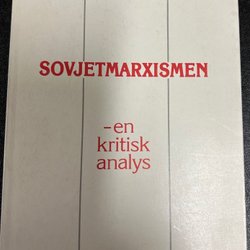 SOVJETMARXISMEN
-en
kritisk
analys